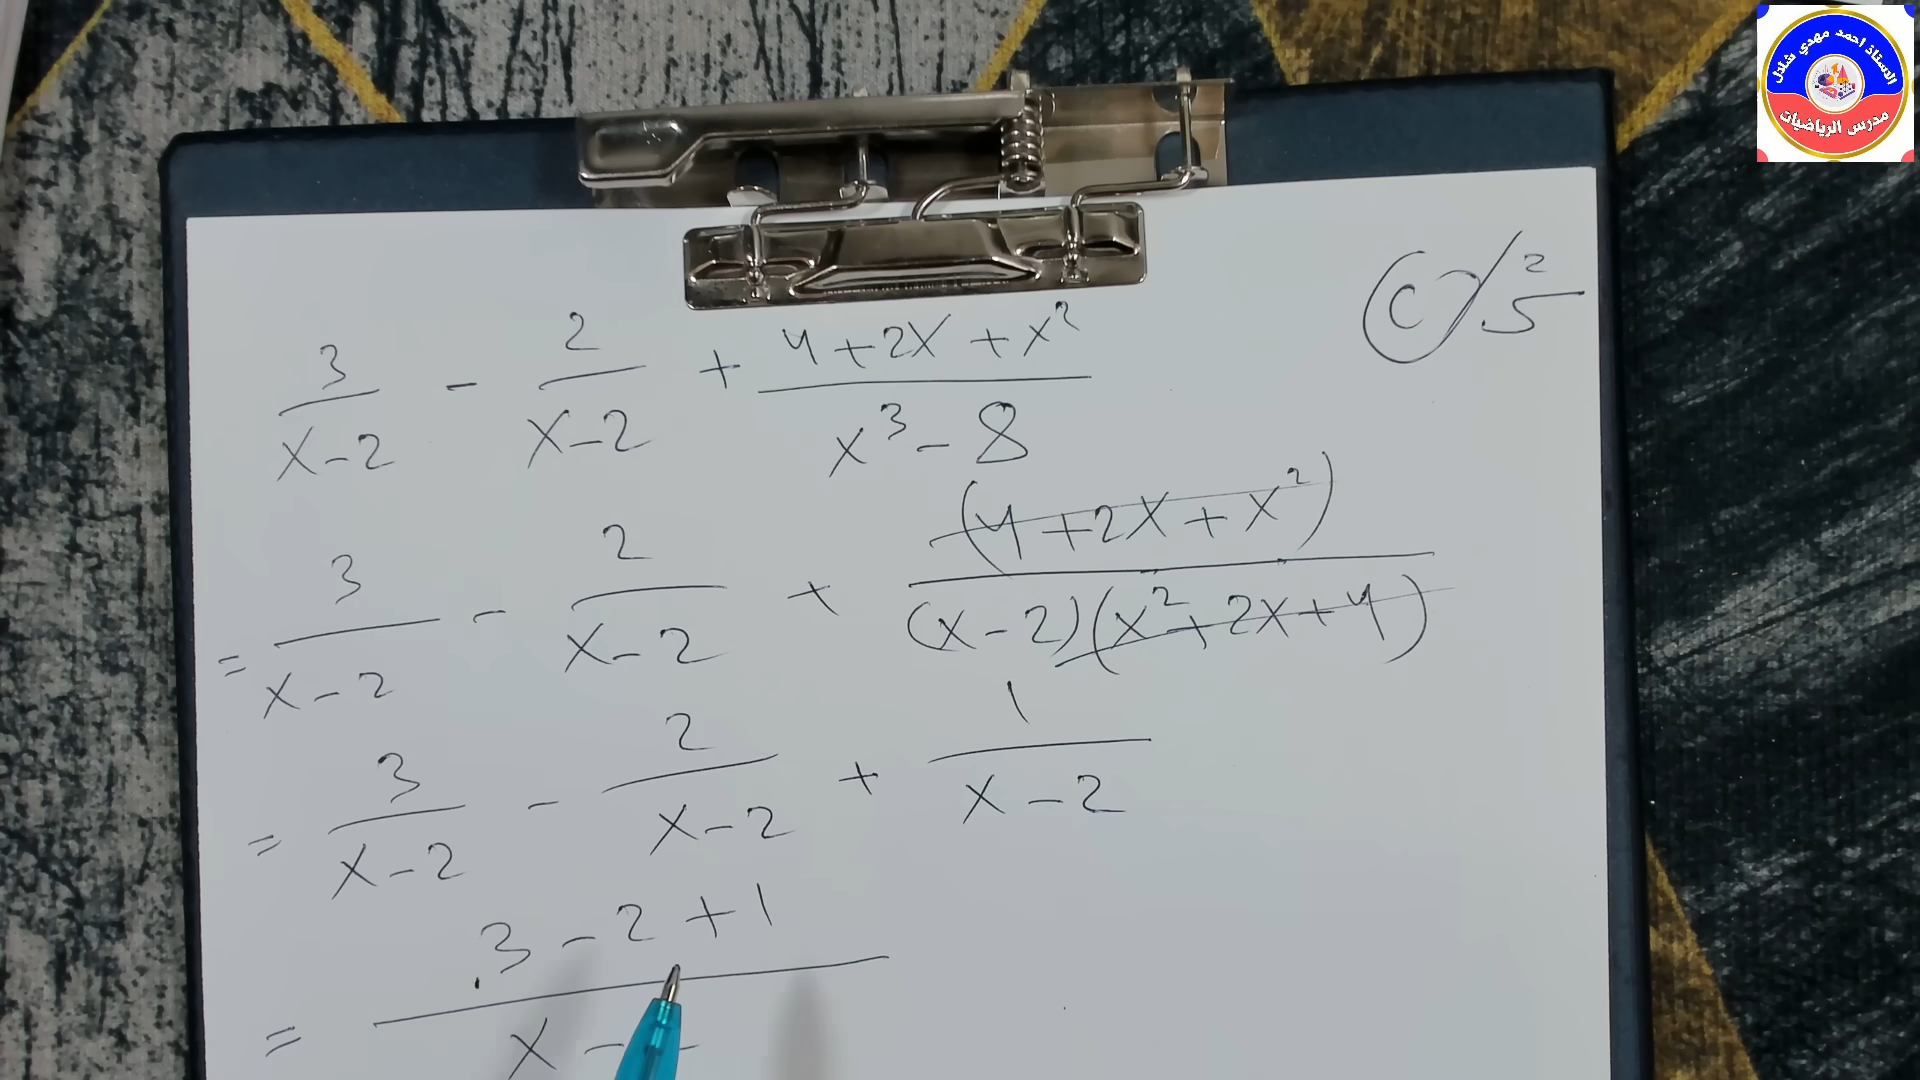 الاستاذ احمد مهدي شلال
مدرس الرياضيات
C / 2/5
3/(x-2) - 2/(x-2) + (4+2x+x²)/(x³-8)
= 3/(x-2) - 2/(x-2) + (4+2x+x²)/((x-2)(x²+2x+4))
= 3/(x-2) - 2/(x-2) + 1/(x-2)
= (3-2+1)/(x-